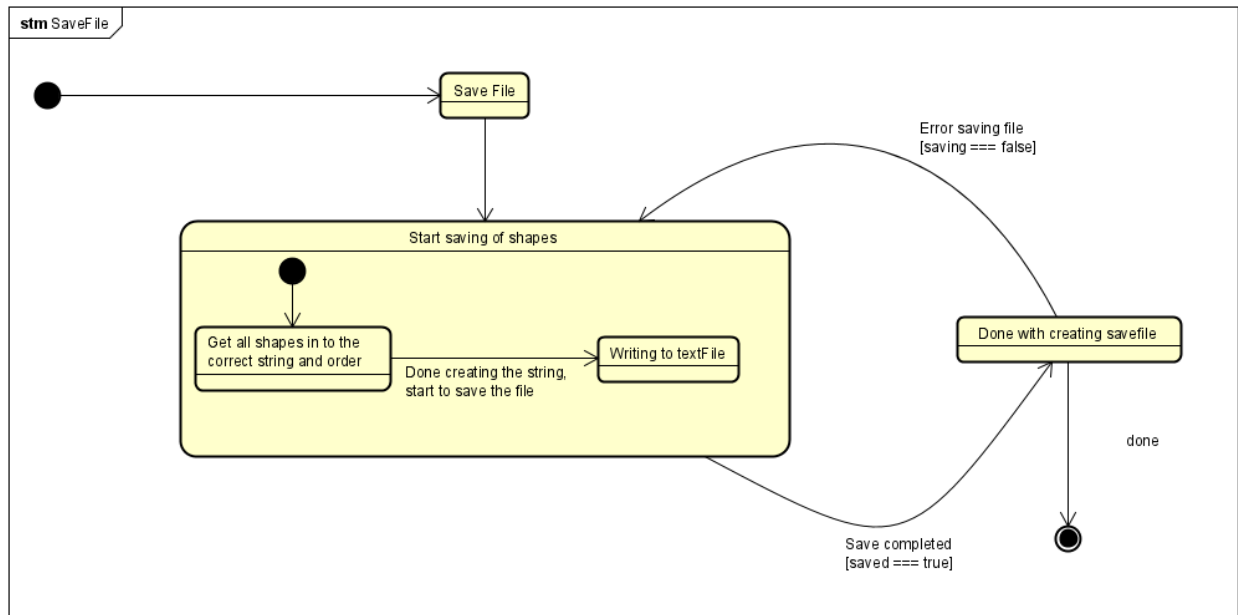 stm SaveFile
Save File
Error saving file
[saving === false]
Start saving of shapes
Get all shapes in to the
correct string and order
Done creating the string,
start to save the file
Writing to textFile
Done with creating savefile
done
Save completed
[saved === true]